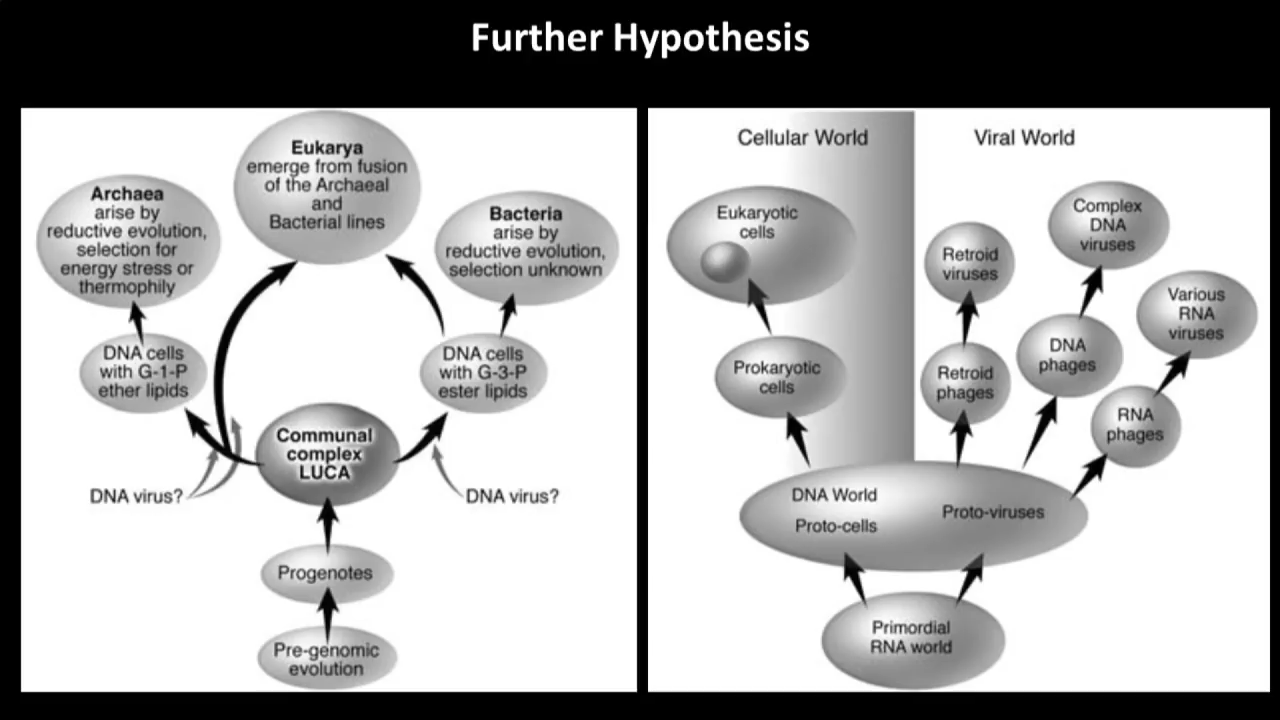 Further Hypothesis
Eukarya
emerge from fusion
of the Archaeal
and
Bacterial lines
Archaea
arise by
reductive evolution,
selection for
energy stress or
thermophily
Bacteria
arise by
reductive evolution,
selection unknown
DNA cells
with G-1-P
ether lipids
DNA cells
with G-3-P
ester lipids
Communal
complex
LUCA
DNA virus?
DNA virus?
Progenotes
Pre-genomic
evolution
Cellular World
Viral World
Eukaryotic
cells
Prokaryotic
cells
Retroid
viruses
Retroid
phages
Complex
DNA
viruses
DNA
phages
Various
RNA
viruses
RNA
phages
DNA World
Proto-cells
Proto-viruses
Primordial
RNA world